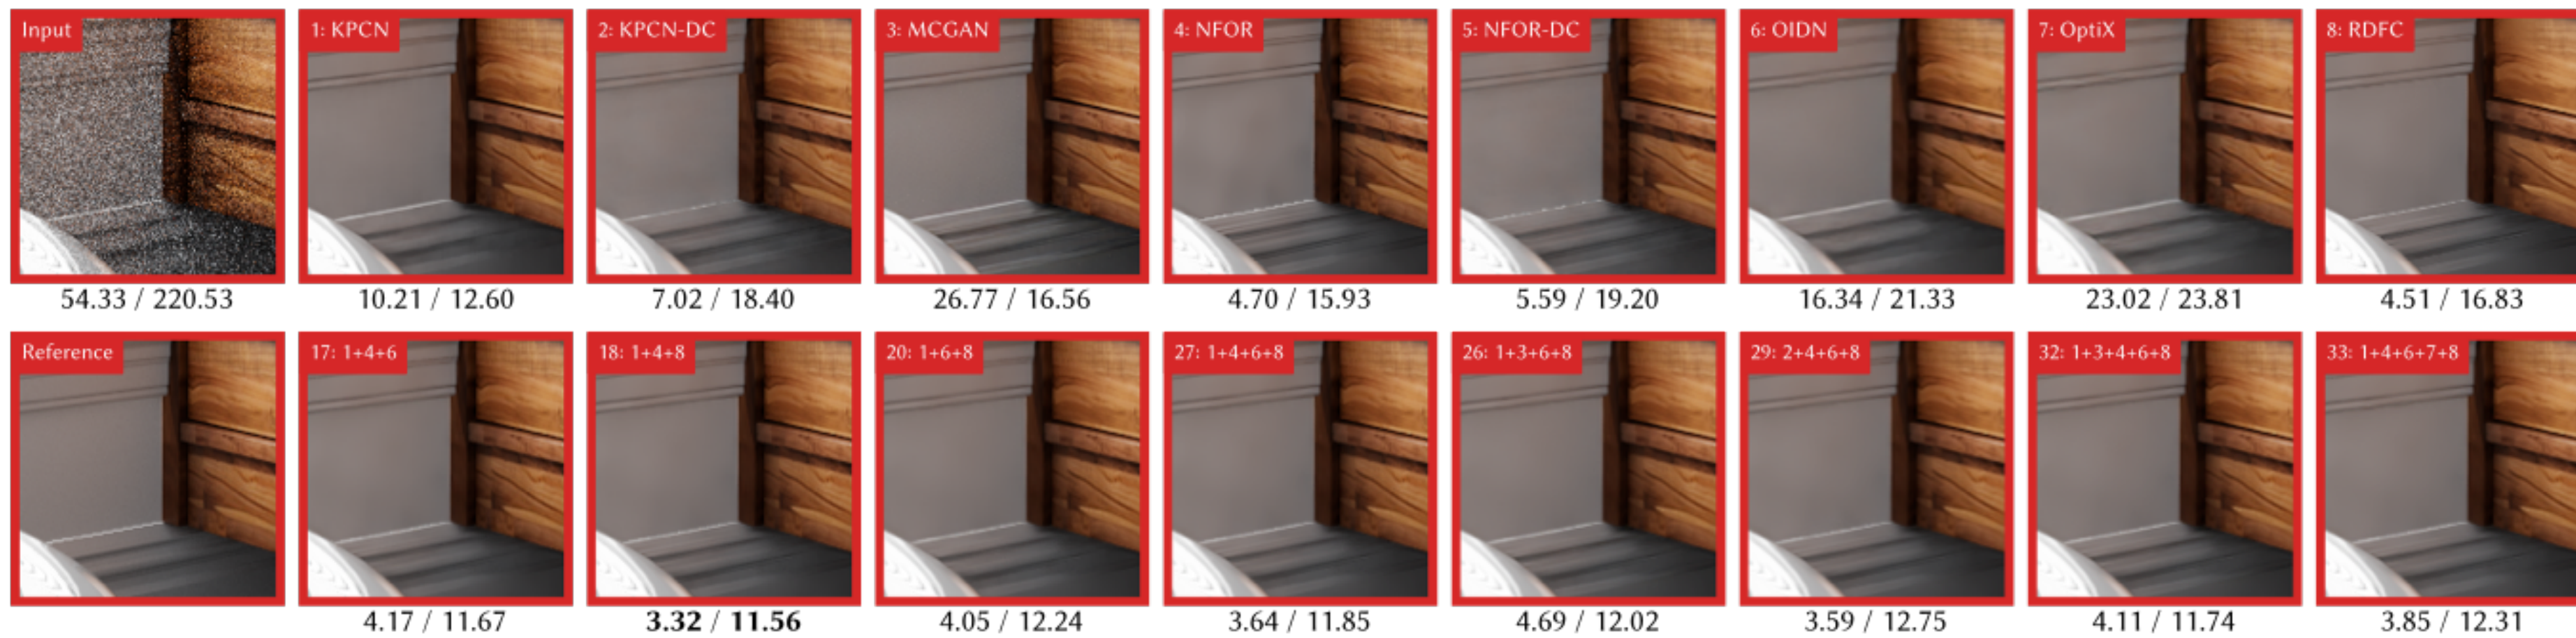 Input
1: KPCN
2: KPCN-DC
3: MCGAN
4: NFOR
5: NFOR-DC
6: OIDN
7: OptiX
8: RDFC
54.33 / 220.53
10.21 / 12.60
7.02 / 18.40
26.77 / 16.56
4.70 / 15.93
5.59 / 19.20
16.34 / 21.33
23.02 / 23.81
4.51 / 16.83
Reference
17: 1+4+6
18: 1+4+8
20: 1+6+8
27: 1+4+6+8
26: 1+3+6+8
29: 2+4+6+8
32: 1+3+4+6+8
33: 1+4+6+7+8
4.17 / 11.67
3.32 / 11.56
4.05 / 12.24
3.64 / 11.85
4.69 / 12.02
3.59 / 12.75
4.11 / 11.74
3.85 / 12.31